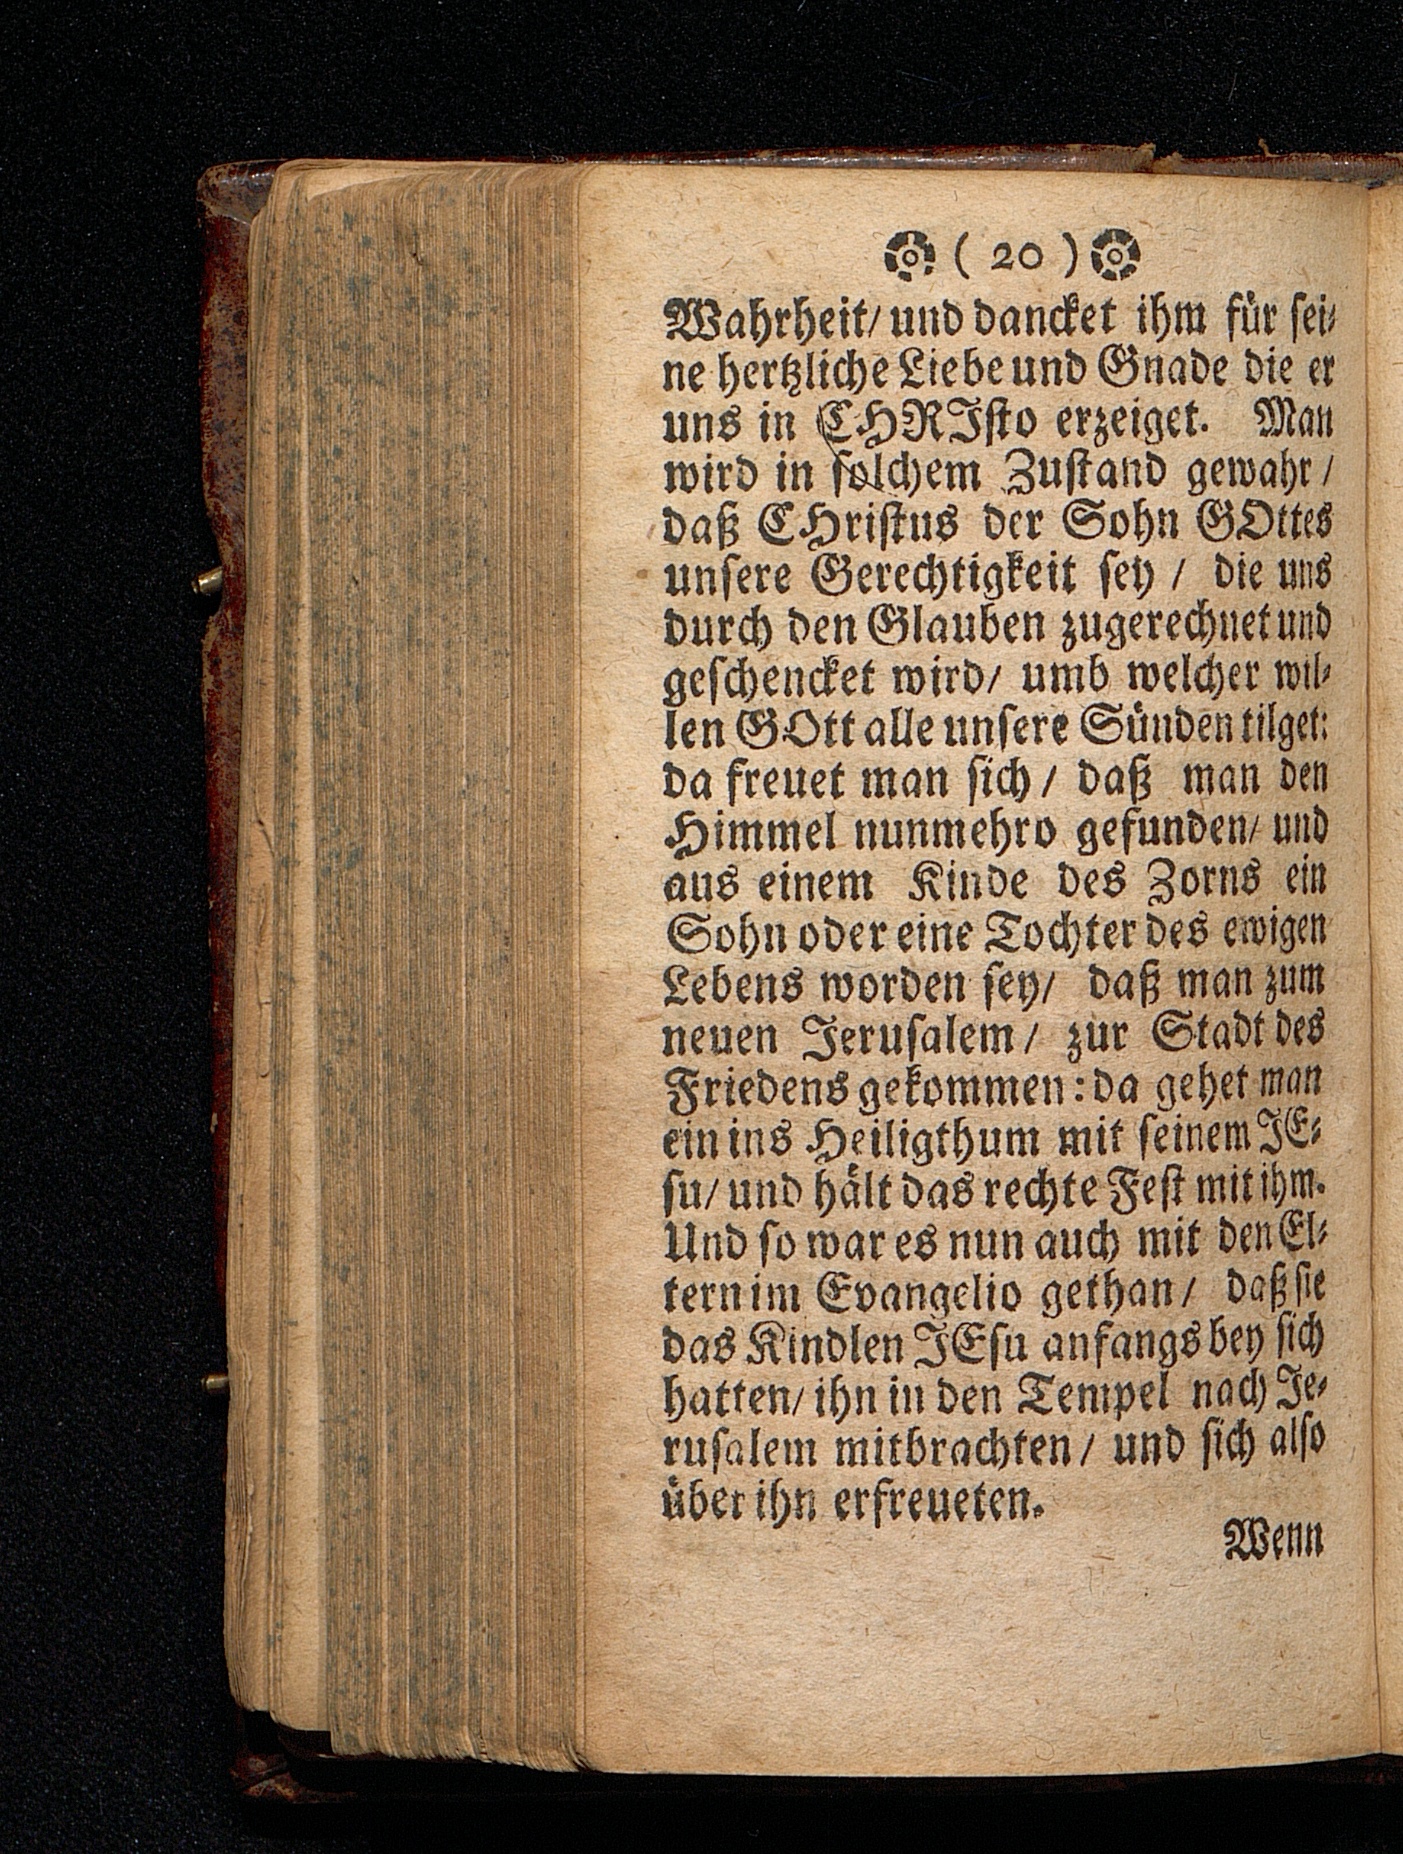 ( 20 )
Wahrheit/ und dancket ihm für sei-
ne hertzliche Liebe und Gnade die er
uns in CHRIsto erzeiget. Man
wird in solchem Zustand gewahr /
daß CHristus der Sohn GOttes
unsere Gerechtigkeit sey / die uns
durch den Glauben zugerechnet und
geschencket wird/ umb welcher wil-
len GOtt alle unsere Sünden tilget:
da freuet man sich / daß man den
Himmel nunmehro gefunden/ und
aus einem Kinde des Zorns ein
Sohn oder eine Tochter des ewigen
Lebens worden sey/ daß man zum
neuen Jerusalem / zur Stadt des
Friedens gekommen: da gehet man
ein ins Heiligthum mit seinem JE-
su/ und hält das rechte Fest mit ihm.
Und so war es nun auch mit den El-
tern im Evangelio gethan / daß sie
das Kindlen JEsu anfangs bey sich
hatten/ ihn in den Tempel nach Je-
rusalem mitbrachten / und sich also
über ihn erfreueten.
Wenn